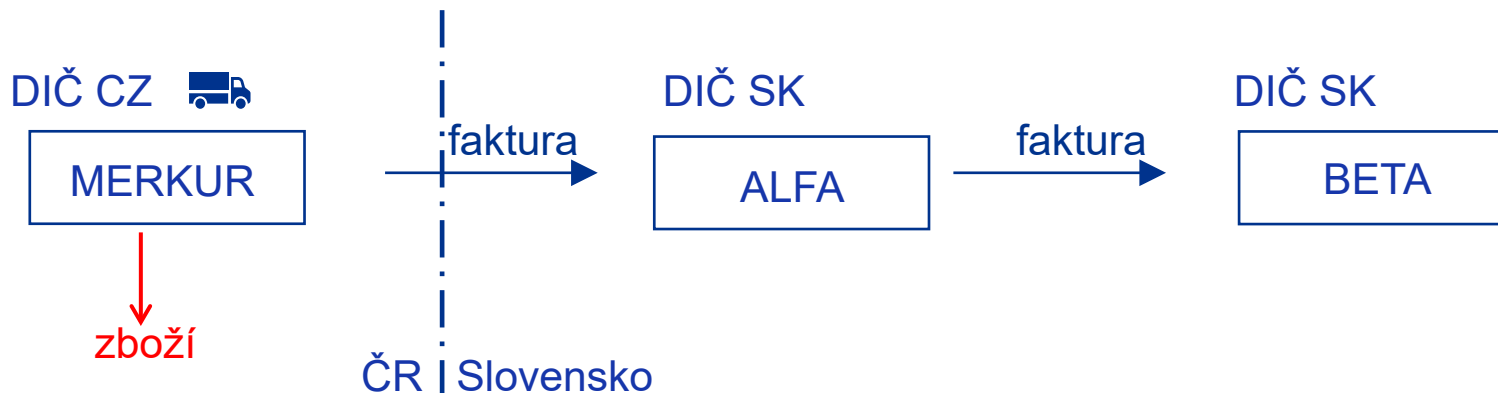 DIČ CZ
DIČ SK
DIČ SK
faktura
faktura
MERKUR
ALFA
BETA
zboží
ČR
Slovensko